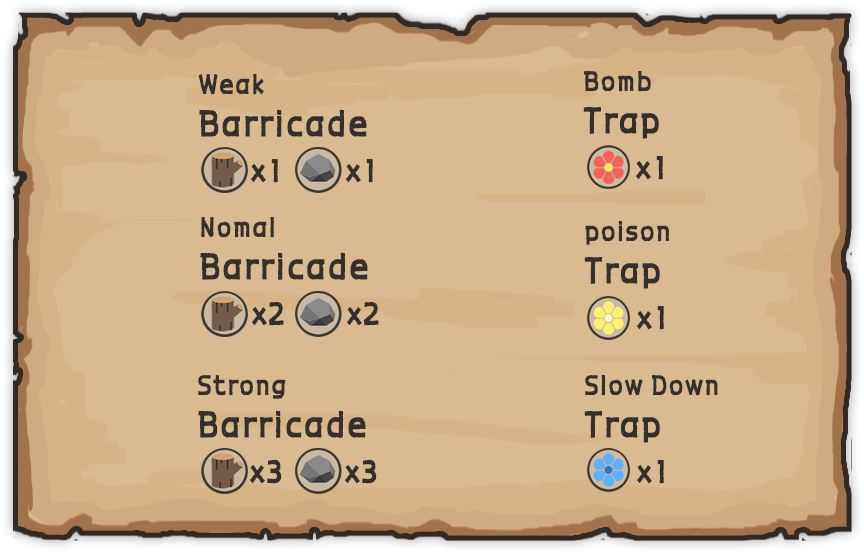 Weak
Barricade
x1 x1
Nomal
Barricade
x2 x2
Strong
Barricade
x3 x3
Bomb
Trap
x1
poison
Trap
x1
Slow Down
Trap
x1